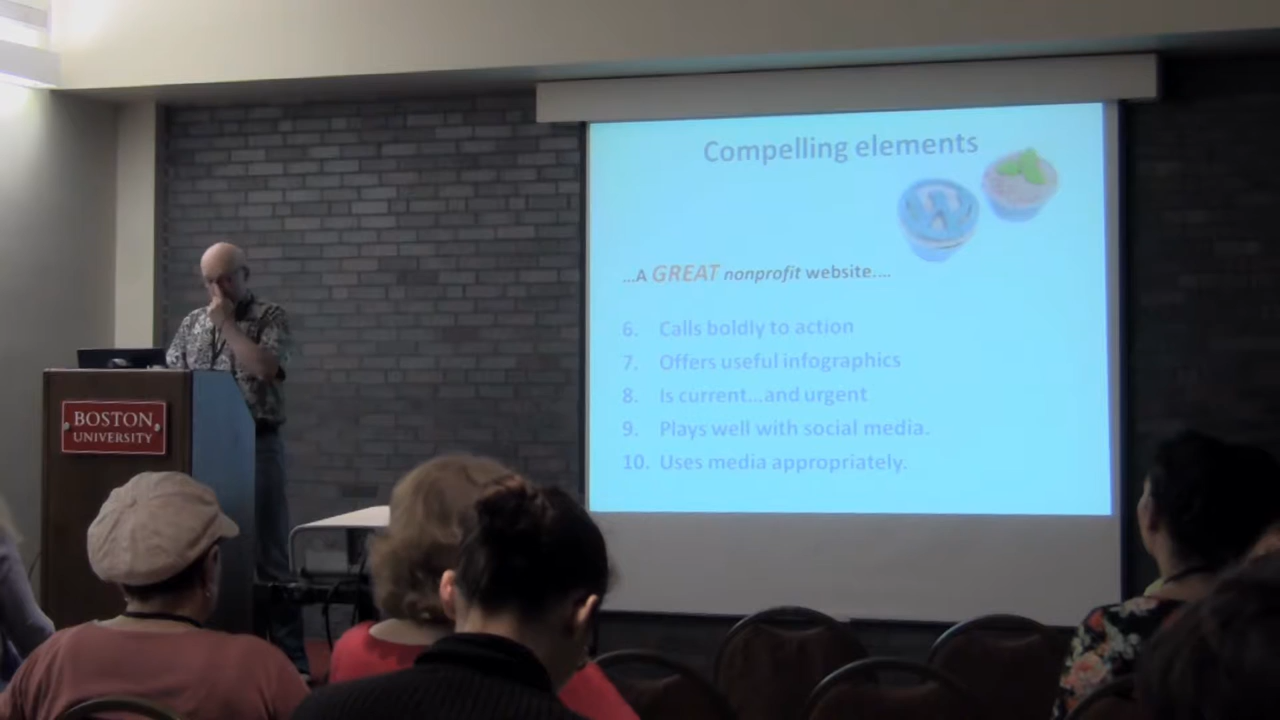 Compelling elements
...A GREAT nonprofit website....
6. Calls boldly to action
7. Offers useful infographics
8. Is current...and urgent
9. Plays well with social media.
10. Uses media appropriately.
BOSTON
UNIVERSITY